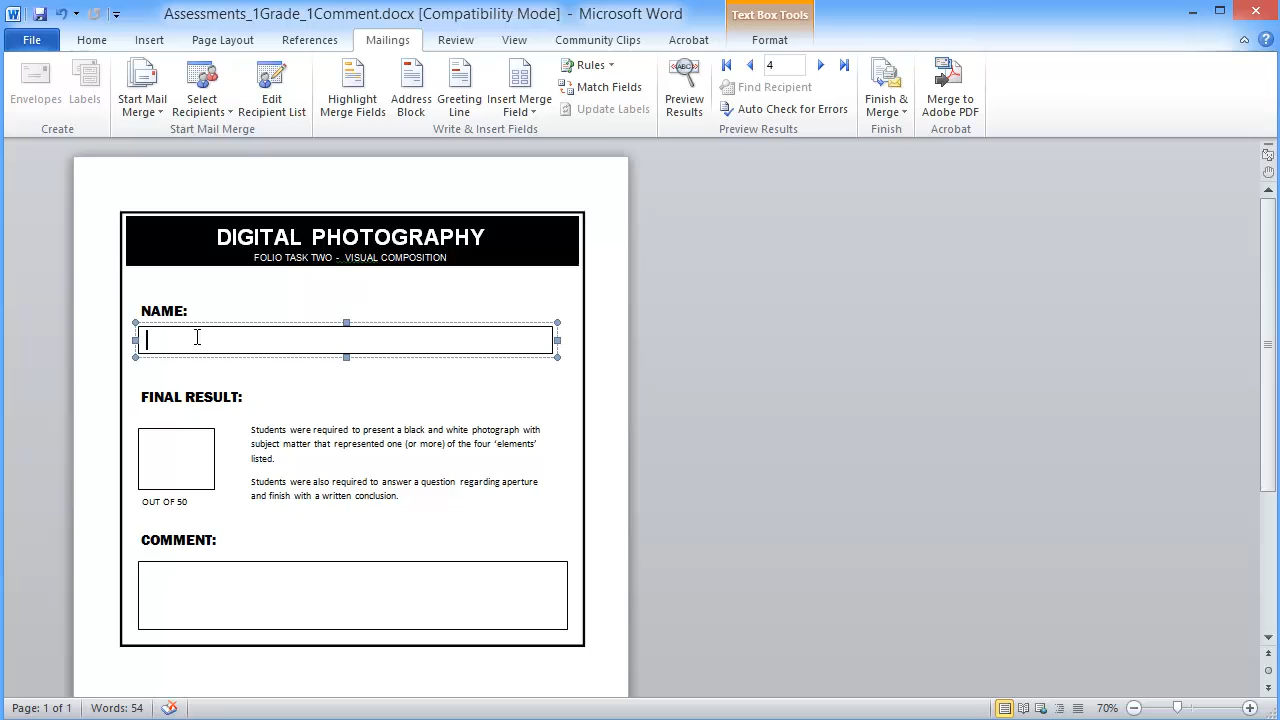 Assessments_1Grade_1Comment.docx [Compatibility Mode] - Microsoft Word
Text Box Tools
File
Home
Insert
Page Layout
References
Mailings
Review
View
Community Clips
Acrobat
Format
Envelopes
Labels
Create
Start Mail Merge
Select Recipients
Edit Recipient List
Start Mail Merge
Highlight Merge Fields
Address Block
Greeting Line
Insert Merge Field
Rules
Match Fields
Update Labels
Write & Insert Fields
ABC
Preview Results
4
Find Recipient
Auto Check for Errors
Preview Results
Finish & Merge
Finish
Merge to Adobe PDF
Acrobat
DIGITAL PHOTOGRAPHY
FOLIO TASK TWO - VISUAL COMPOSITION
NAME:
FINAL RESULT:
Students were required to present a black and white photograph with
subject matter that represented one (or more) of the four ‘elements’
listed.
Students were also required to answer a question regarding aperture
and finish with a written conclusion.
OUT OF 50
COMMENT:
Page: 1 of 1
Words: 54
70%